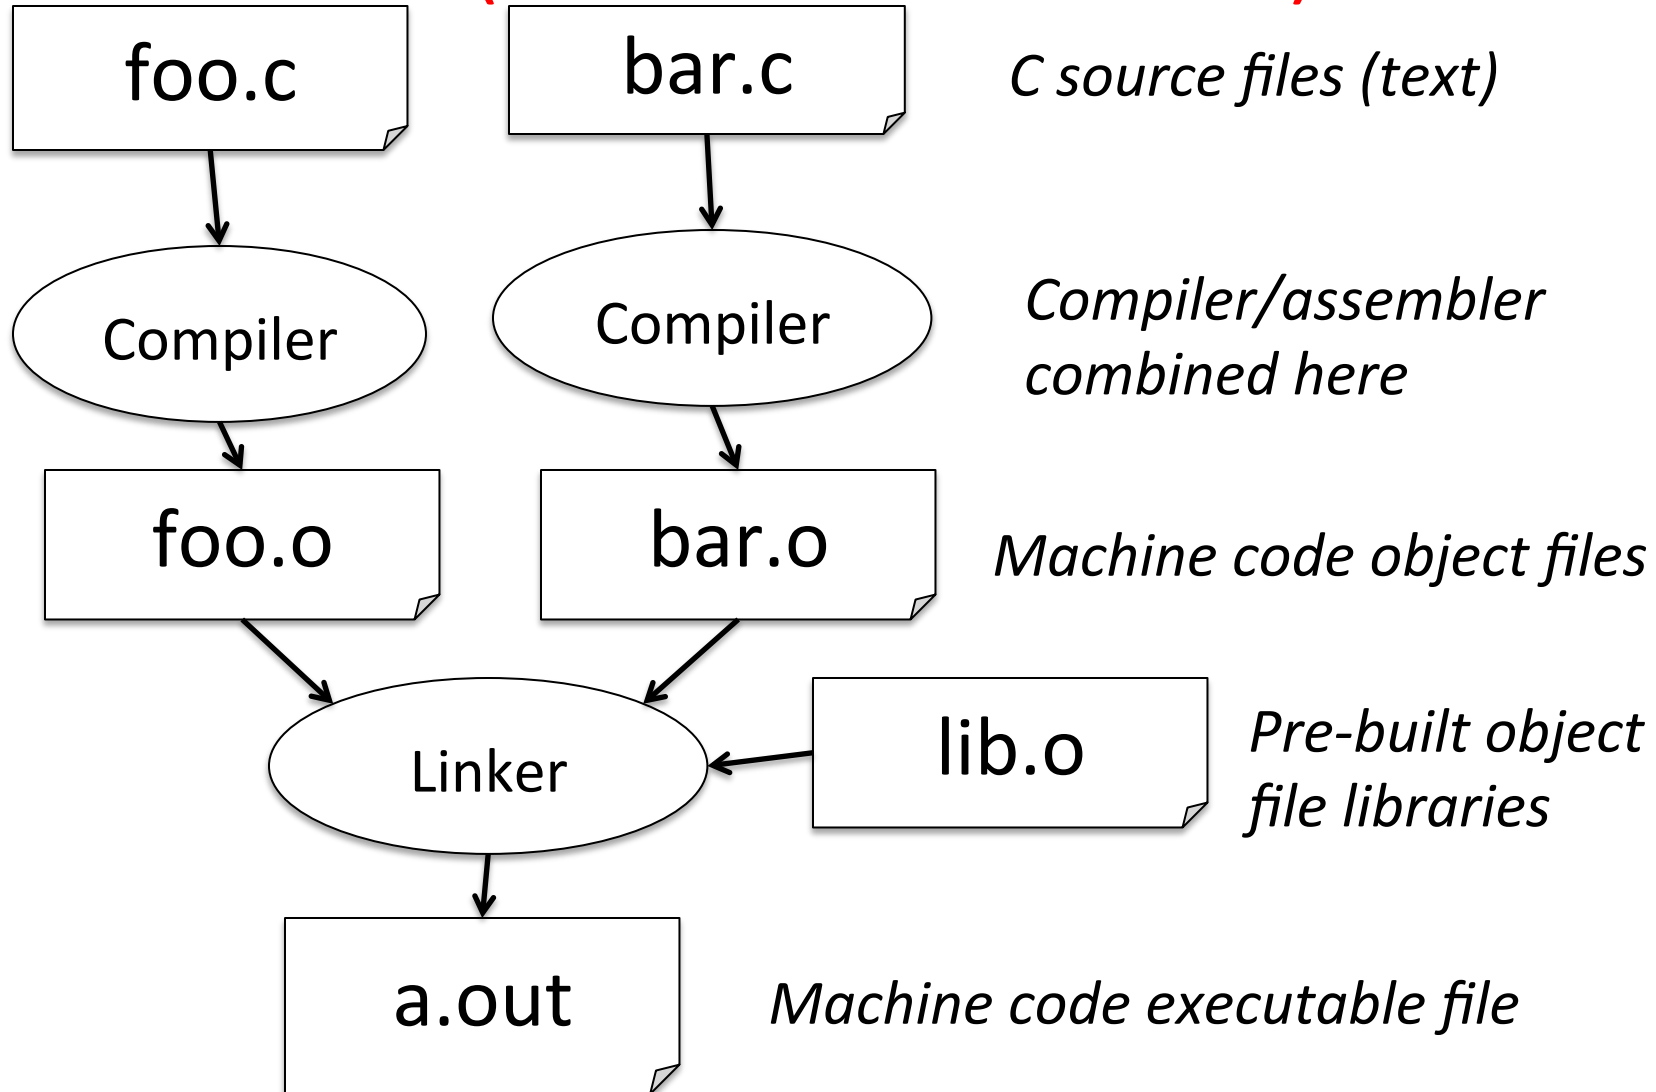 foo.c
bar.c
C source files (text)
Compiler
Compiler
Compiler/assembler
combined here
foo.o
bar.o
Machine code object files
Linker
lib.o
Pre-built object
file libraries
a.out
Machine code executable file